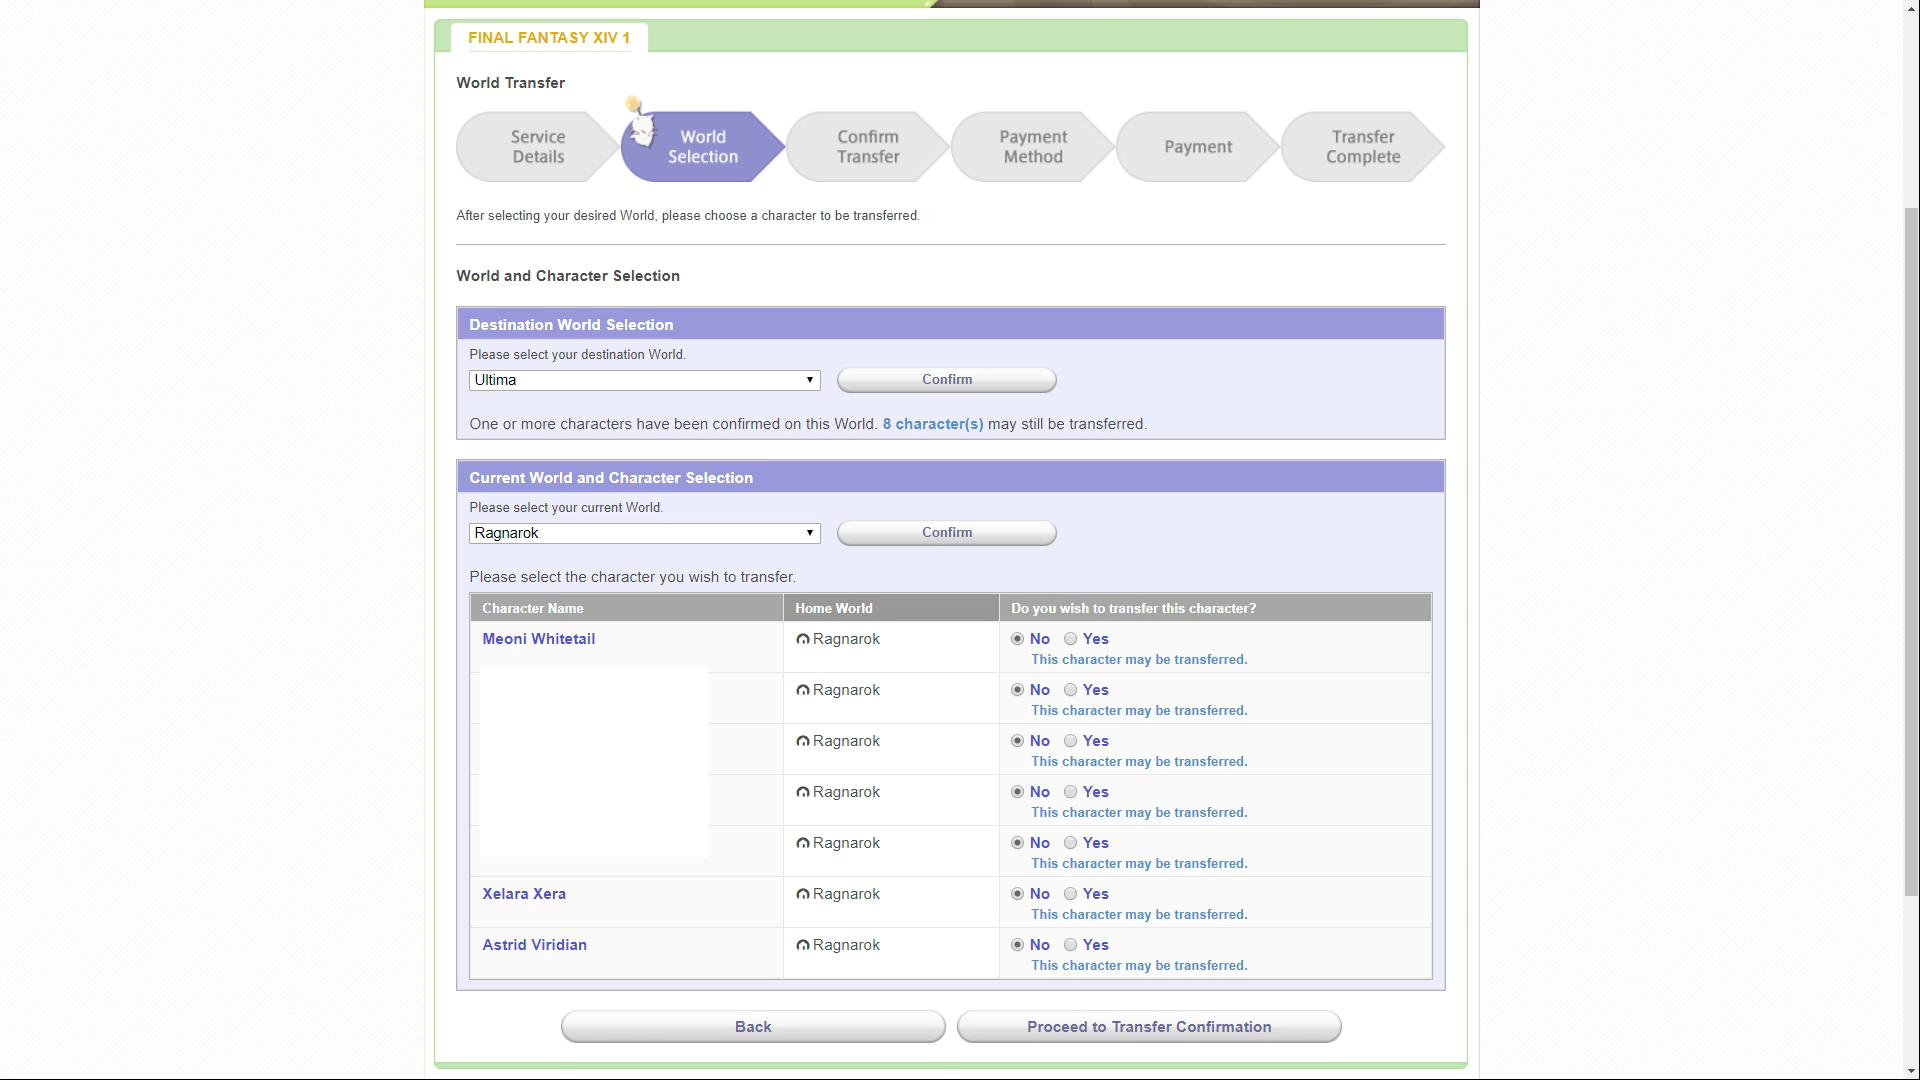 FINAL FANTASY XIV 1
World Transfer
Service Details
World Selection
Confirm Transfer
Payment Method
Payment
Transfer Complete
After selecting your desired World, please choose a character to be transferred.
World and Character Selection
Destination World Selection
Please select your destination World.
Ultima Confirm
One or more characters have been confirmed on this World. 8 character(s) may still be transferred.
Current World and Character Selection
Please select your current World.
Ragnarok Confirm
Please select the character you wish to transfer.
Character Name Home World Do you wish to transfer this character?
Meoni Whitetail Ragnarok No Yes
This character may be transferred.
Ragnarok No Yes
This character may be transferred.
Ragnarok No Yes
This character may be transferred.
Ragnarok No Yes
This character may be transferred.
Ragnarok No Yes
This character may be transferred.
Xelara Xera Ragnarok No Yes
This character may be transferred.
Astrid Viridian Ragnarok No Yes
This character may be transferred.
Back Proceed to Transfer Confirmation